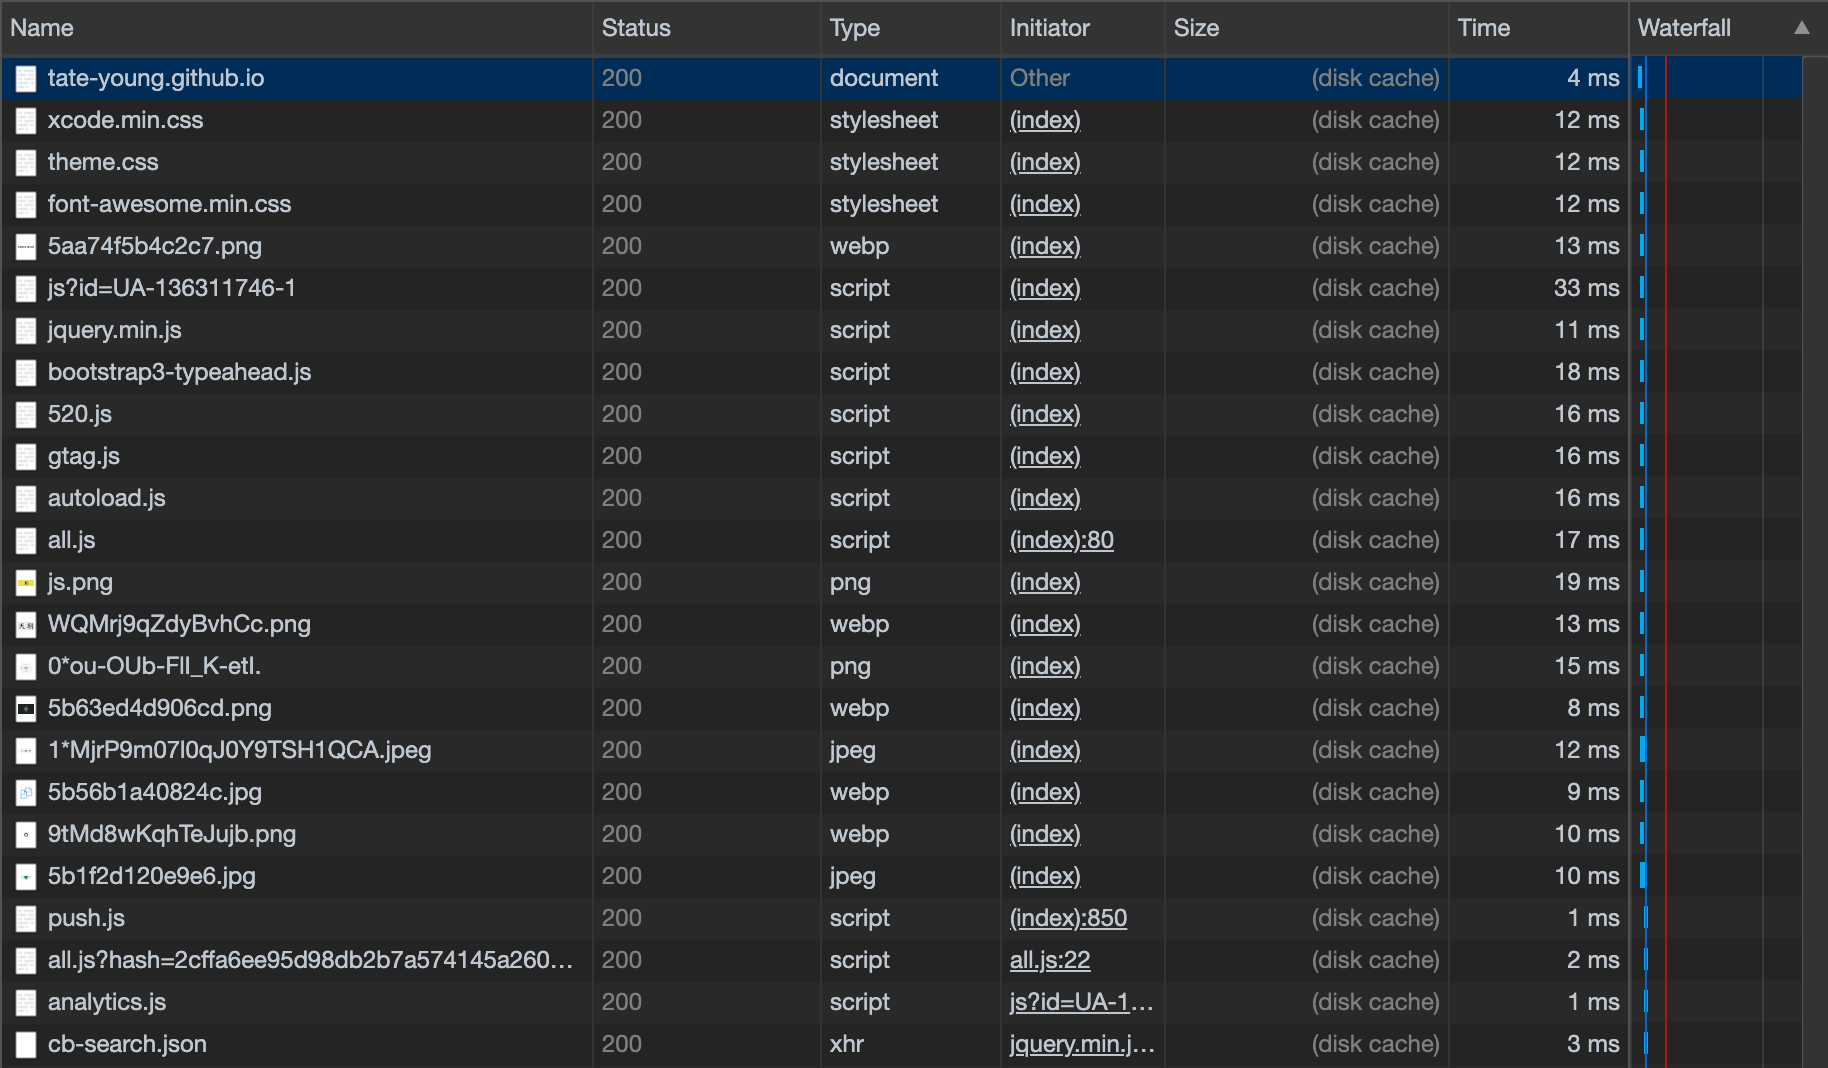 Name Status Type Initiator Size Time Waterfall
tate-young.github.io 200 document Other (disk cache) 4 ms
xcode.min.css 200 stylesheet (index) (disk cache) 12 ms
theme.css 200 stylesheet (index) (disk cache) 12 ms
font-awesome.min.css 200 stylesheet (index) (disk cache) 12 ms
5aa74f5b4c2c7.png 200 webp (index) (disk cache) 13 ms
js?id=UA-136311746-1 200 script (index) (disk cache) 33 ms
jquery.min.js 200 script (index) (disk cache) 11 ms
bootstrap3-typeahead.js 200 script (index) (disk cache) 18 ms
520.js 200 script (index) (disk cache) 16 ms
gtag.js 200 script (index) (disk cache) 16 ms
autoload.js 200 script (index) (disk cache) 16 ms
all.js 200 script (index):80 (disk cache) 17 ms
js.png 200 png (index) (disk cache) 19 ms
WQMrj9qZdyBvhCc.png 200 webp (index) (disk cache) 13 ms
0*ou-OUb-FlI_K-etI. 200 png (index) (disk cache) 15 ms
5b63ed4d906cd.png 200 webp (index) (disk cache) 8 ms
1*MjrP9m07I0qJ0Y9TSH1QCA.jpeg 200 jpeg (index) (disk cache) 12 ms
5b56b1a40824c.jpg 200 webp (index) (disk cache) 9 ms
9tMd8wKqhTeJujb.png 200 webp (index) (disk cache) 10 ms
5b1f2d120e9e6.jpg 200 jpeg (index) (disk cache) 10 ms
push.js 200 script (index):850 (disk cache) 1 ms
all.js?hash=2cffa6ee95d98db2b7a574145a260… 200 script all.js:22 (disk cache) 2 ms
analytics.js 200 script js?id=UA-1… (disk cache) 1 ms
cb-search.json 200 xhr jquery.min.j… (disk cache) 3 ms